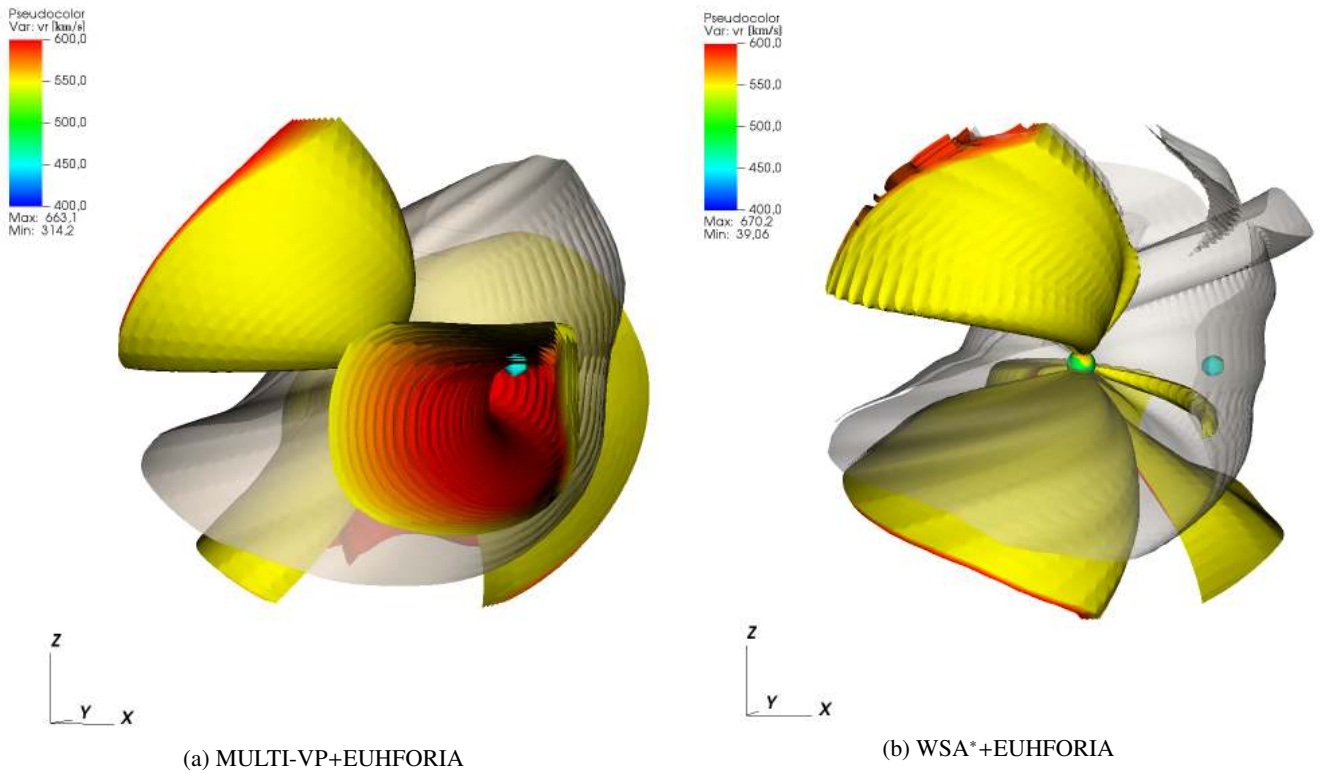 Pseudocolor
Var: vr [km/s]
600,0
550,0
500,0
450,0
400,0
Max: 663,1
Min: 314,2
Z
Y
X
(a) MULTI-VP+EUHFORIA
Pseudocolor
Var: vr [km/s]
600,0
550,0
500,0
450,0
400,0
Max: 670,2
Min: 39,06
Z
Y
X
(b) WSA*+EUHFORIA